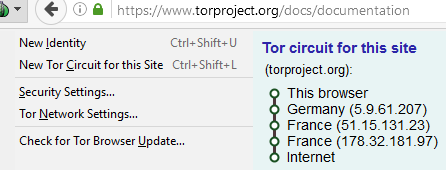 https://www.torproject.org/docs/documentation
New Identity Ctrl+Shift+U
New Tor Circuit for this Site Ctrl+Shift+L
Security Settings...
Tor Network Settings...
Check for Tor Browser Update...
Tor circuit for this site
(torproject.org):
This browser
Germany (5.9.61.207)
France (51.15.131.23)
France (178.32.181.97)
Internet